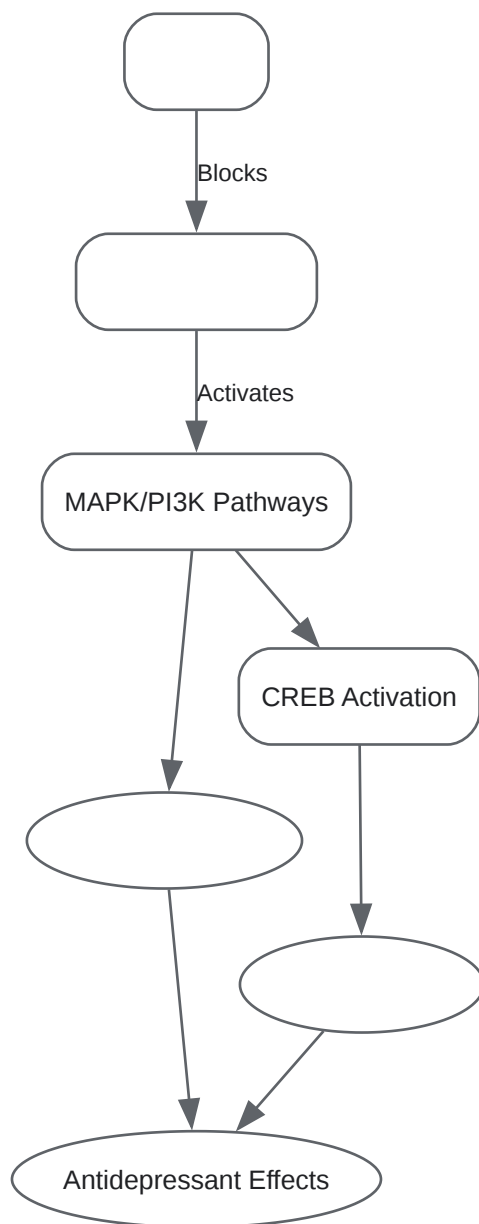 Blocks
Activates
MAPK/PI3K Pathways
CREB Activation
Antidepressant Effects